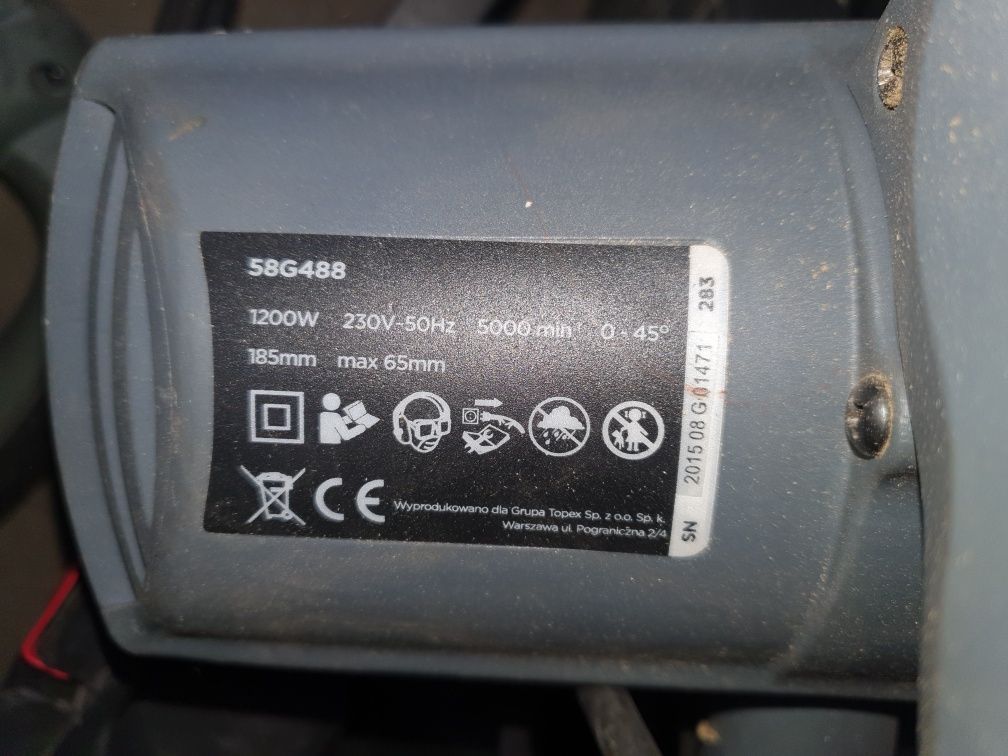 58G488
1200W 230V~50Hz 5000 min⁻¹ 0 - 45°
185mm max 65mm
CE
Wyprodukowano dla Grupa Topex Sp. z o.o. Sp. k.
Warszawa ul. Pograniczna 2/4
SN 2015 08 G 01471 283